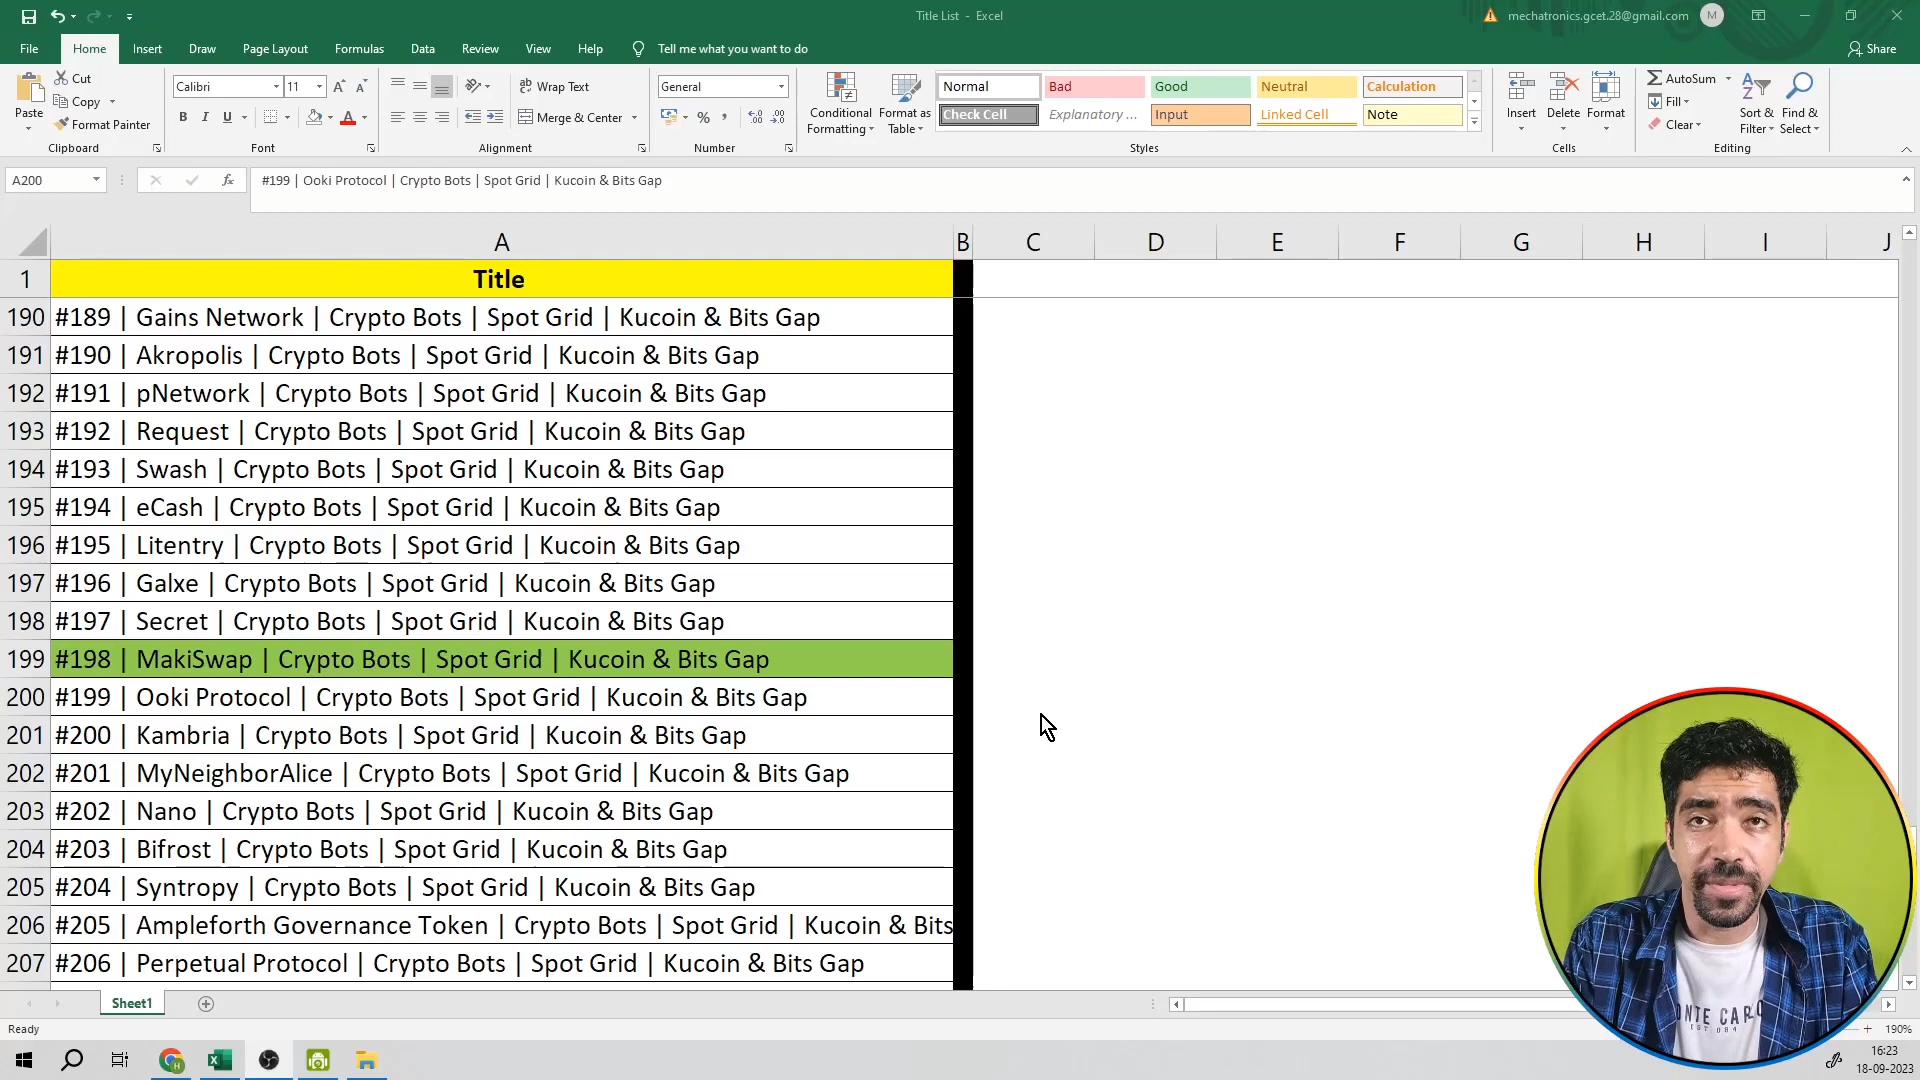 Title List - Excel
mechatronics.gcet.28@gmail.com
M
File Home Insert Draw Page Layout Formulas Data Review View Help Tell me what you want to do
Share
Paste
Cut
Copy
Format Painter
Clipboard
Calibri 11
B I U A
Font
Wrap Text
Merge & Center
Alignment
General
% ,
Number
Conditional Formatting
Format as Table
Normal Bad Good Neutral Calculation
Check Cell Explanatory ... Input Linked Cell Note
Styles
Insert Delete Format
Cells
AutoSum
Fill
Clear
Sort & Filter
Find & Select
Editing
A200 fx #199 | Ooki Protocol | Crypto Bots | Spot Grid | Kucoin & Bits Gap
A B C D E F G H I J
1 Title
190 #189 | Gains Network | Crypto Bots | Spot Grid | Kucoin & Bits Gap
191 #190 | Akropolis | Crypto Bots | Spot Grid | Kucoin & Bits Gap
192 #191 | pNetwork | Crypto Bots | Spot Grid | Kucoin & Bits Gap
193 #192 | Request | Crypto Bots | Spot Grid | Kucoin & Bits Gap
194 #193 | Swash | Crypto Bots | Spot Grid | Kucoin & Bits Gap
195 #194 | eCash | Crypto Bots | Spot Grid | Kucoin & Bits Gap
196 #195 | Litentry | Crypto Bots | Spot Grid | Kucoin & Bits Gap
197 #196 | Galxe | Crypto Bots | Spot Grid | Kucoin & Bits Gap
198 #197 | Secret | Crypto Bots | Spot Grid | Kucoin & Bits Gap
199 #198 | MakiSwap | Crypto Bots | Spot Grid | Kucoin & Bits Gap
200 #199 | Ooki Protocol | Crypto Bots | Spot Grid | Kucoin & Bits Gap
201 #200 | Kambria | Crypto Bots | Spot Grid | Kucoin & Bits Gap
202 #201 | MyNeighborAlice | Crypto Bots | Spot Grid | Kucoin & Bits Gap
203 #202 | Nano | Crypto Bots | Spot Grid | Kucoin & Bits Gap
204 #203 | Bifrost | Crypto Bots | Spot Grid | Kucoin & Bits Gap
205 #204 | Syntropy | Crypto Bots | Spot Grid | Kucoin & Bits Gap
206 #205 | Ampleforth Governance Token | Crypto Bots | Spot Grid | Kucoin & Bits
207 #206 | Perpetual Protocol | Crypto Bots | Spot Grid | Kucoin & Bits Gap
Sheet1
Ready
190%
16:23
18-09-2023